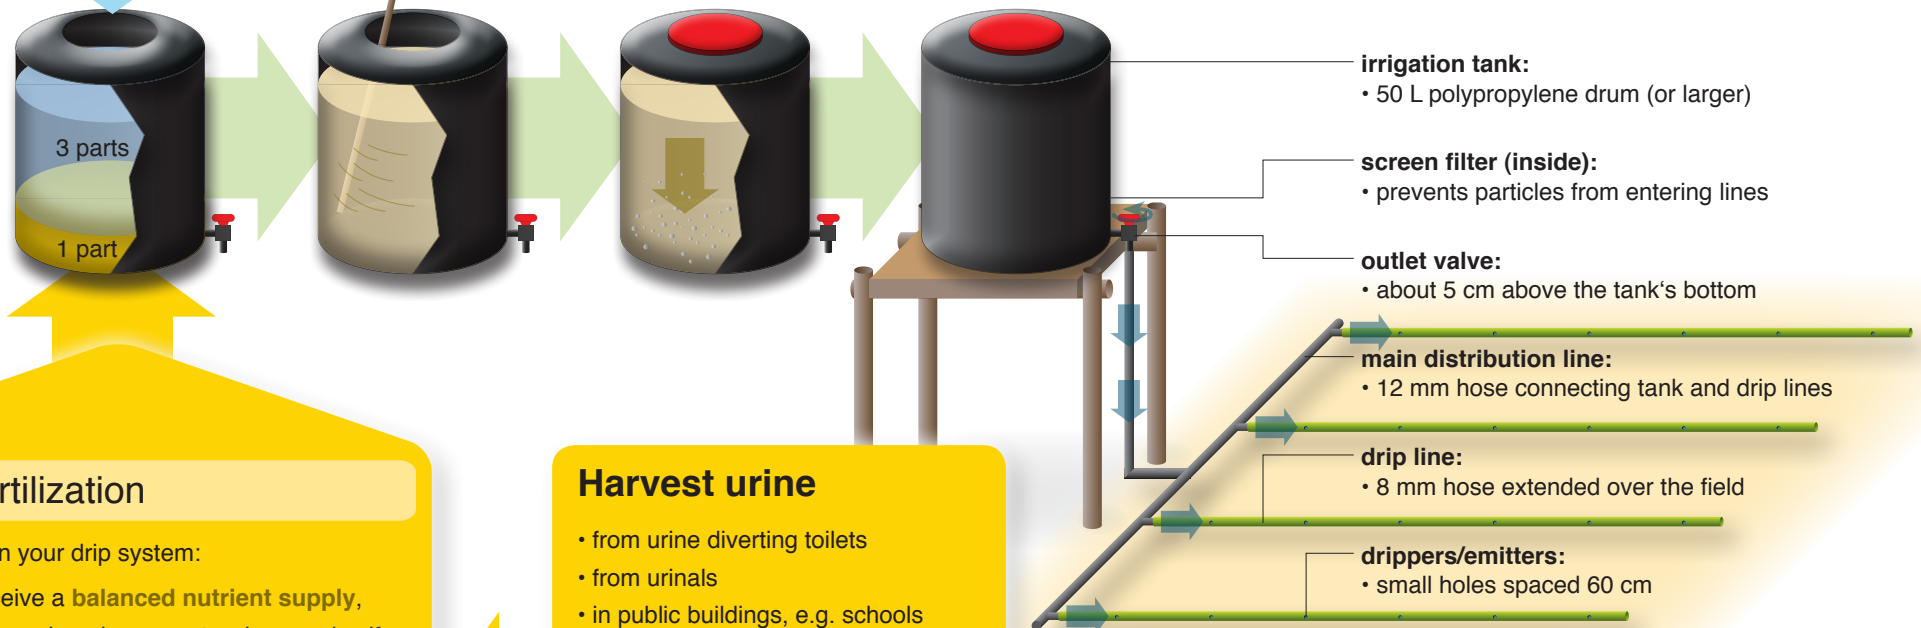 3 parts
1 part
irrigation tank:
• 50 L polypropylene drum (or larger)
screen filter (inside):
• prevents particles from entering lines
outlet valve:
• about 5 cm above the tank‘s bottom
main distribution line:
• 12 mm hose connecting tank and drip lines
drip line:
• 8 mm hose extended over the field
drippers/emitters:
• small holes spaced 60 cm
rtilization
n your drip system:
eive a balanced nutrient supply,
Harvest urine
• from urine diverting toilets
• from urinals
• in public buildings, e.g. schools